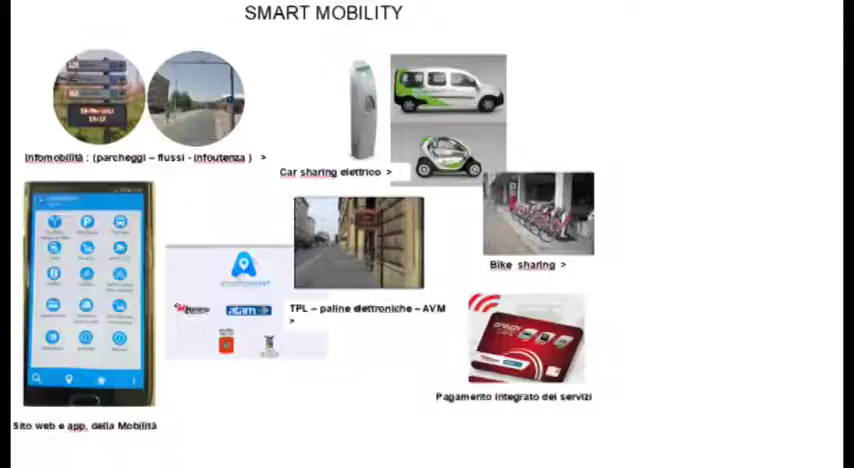 SMART MOBILITY
Infomobilità : (parcheggi – flussi - infoutenza ) >
Car sharing elettrico >
Bike sharing >
TPL – paline elettroniche – AVM
>
atam
Pagamento integrato dei servizi
Sito web e app. della Mobilità